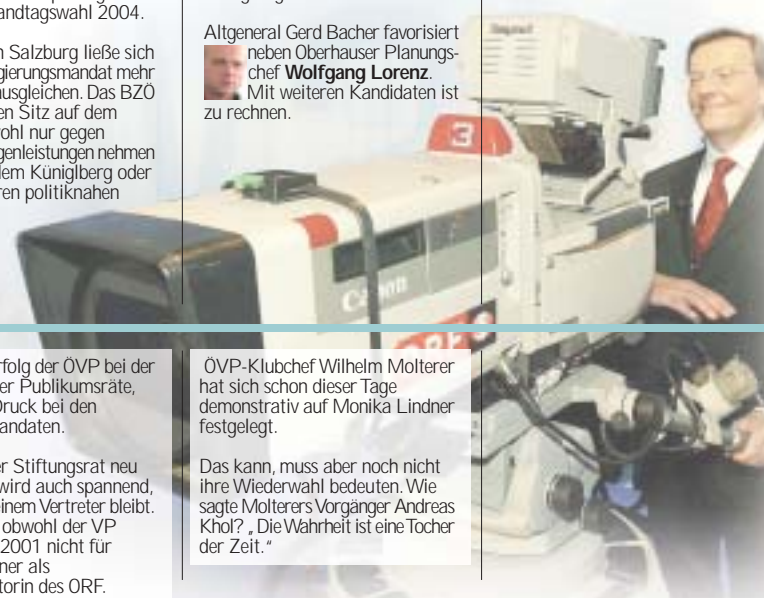 andtagswahl 2004.
Salzburg ließe sich
gierungsmandat mehr
usgleichen. Das BZÖ
en Sitz auf dem
ohl nur gegen
genleistungen nehmen
dem Küniglberg oder
ren politiknahen
Altgeneral Gerd Bacher favorisiert
neben Oberhauser Planungs-
chef Wolfgang Lorenz.
Mit weiteren Kandidaten ist
zu rechnen.
3
Canon
rfolg der ÖVP bei der
er Publikumsräte,
Druck bei den
andaten.
er Stiftungsrat neu
wird auch spannend,
einem Vertreter bleibt.
obwohl der VP
2001 nicht für
ner als
torin des ORF.
ÖVP-Klubchef Wilhelm Molterer
hat sich schon dieser Tage
demonstrativ auf Monika Lindner
festgelegt.
Das kann, muss aber noch nicht
ihre Wiederwahl bedeuten. Wie
sagte Molterers Vorgänger Andreas
Khol? „Die Wahrheit ist eine Tocher
der Zeit."